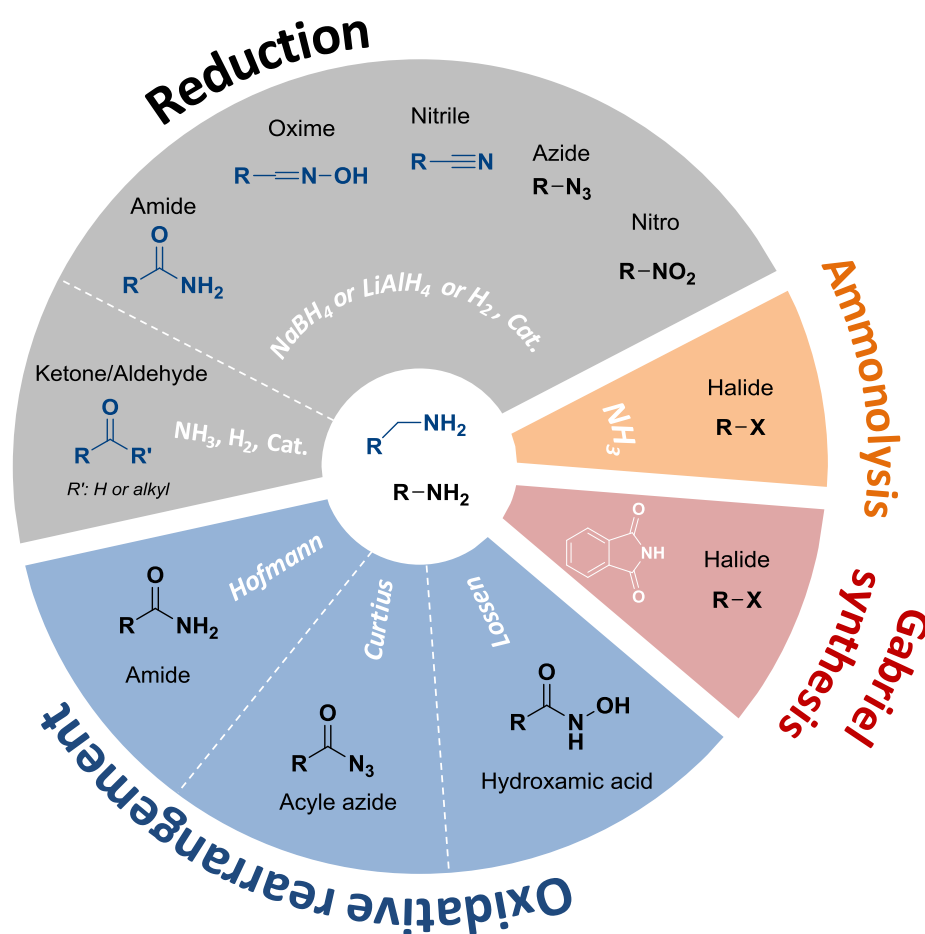 Reduction
Oxime
R N-OH
Nitrile
R N
Azide
R-N₃
Nitro
R-NO₂
Amide
O
R NH₂
NaBH₄ or LiAlH₄ or H₂, Cat.
Ketone/Aldehyde
O
R R'
R': H or alkyl
NH₃, H₂, Cat.
R NH₂
R-NH₂
Ammonolysis
Halide
R-X
NH₃
Gabriel
synthesis
Halide
R-X
O
NH
O
Oxidative rearrangement
Hofmann
O
R NH₂
Amide
Curtius
O
R N₃
Acyle azide
Lossen
O
R N OH
H
Hydroxamic acid